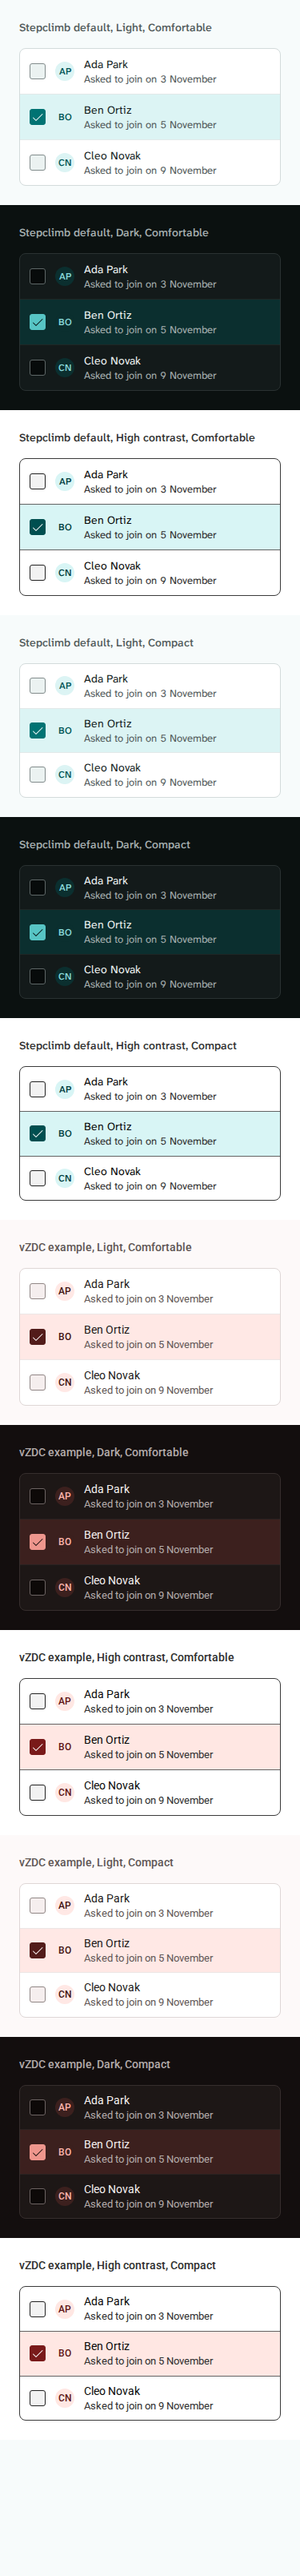 Stepclimb default, Light, Comfortable
AP
Ada Park
Asked to join on 3 November
BO
Ben Ortiz
Asked to join on 5 November
CN
Cleo Novak
Asked to join on 9 November
Stepclimb default, Dark, Comfortable
AP
Ada Park
Asked to join on 3 November
BO
Ben Ortiz
Asked to join on 5 November
CN
Cleo Novak
Asked to join on 9 November
Stepclimb default, High contrast, Comfortable
AP
Ada Park
Asked to join on 3 November
BO
Ben Ortiz
Asked to join on 5 November
CN
Cleo Novak
Asked to join on 9 November
Stepclimb default, Light, Compact
AP
Ada Park
Asked to join on 3 November
BO
Ben Ortiz
Asked to join on 5 November
CN
Cleo Novak
Asked to join on 9 November
Stepclimb default, Dark, Compact
AP
Ada Park
Asked to join on 3 November
BO
Ben Ortiz
Asked to join on 5 November
CN
Cleo Novak
Asked to join on 9 November
Stepclimb default, High contrast, Compact
AP
Ada Park
Asked to join on 3 November
BO
Ben Ortiz
Asked to join on 5 November
CN
Cleo Novak
Asked to join on 9 November
vZDC example, Light, Comfortable
AP
Ada Park
Asked to join on 3 November
BO
Ben Ortiz
Asked to join on 5 November
CN
Cleo Novak
Asked to join on 9 November
vZDC example, Dark, Comfortable
AP
Ada Park
Asked to join on 3 November
BO
Ben Ortiz
Asked to join on 5 November
CN
Cleo Novak
Asked to join on 9 November
vZDC example, High contrast, Comfortable
AP
Ada Park
Asked to join on 3 November
BO
Ben Ortiz
Asked to join on 5 November
CN
Cleo Novak
Asked to join on 9 November
vZDC example, Light, Compact
AP
Ada Park
Asked to join on 3 November
BO
Ben Ortiz
Asked to join on 5 November
CN
Cleo Novak
Asked to join on 9 November
vZDC example, Dark, Compact
AP
Ada Park
Asked to join on 3 November
BO
Ben Ortiz
Asked to join on 5 November
CN
Cleo Novak
Asked to join on 9 November
vZDC example, High contrast, Compact
AP
Ada Park
Asked to join on 3 November
BO
Ben Ortiz
Asked to join on 5 November
CN
Cleo Novak
Asked to join on 9 November